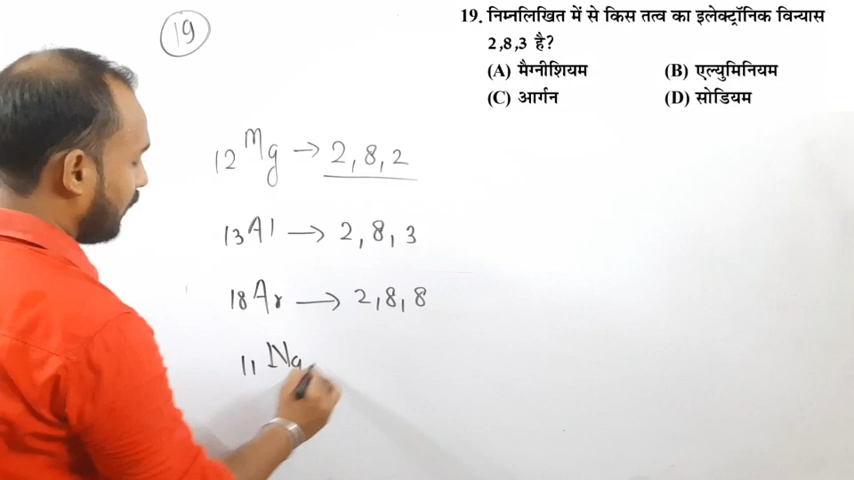 19
19. निम्नलिखित में से किस तत्व का इलेक्ट्रॉनिक विन्यास
2,8,3 है?
(A) मैग्नीशियम (B) एल्युमिनियम
(C) आर्गन (D) सोडियम
12Mg → 2,8,2
13Al → 2,8,3
18Ar → 2,8,8
11Na